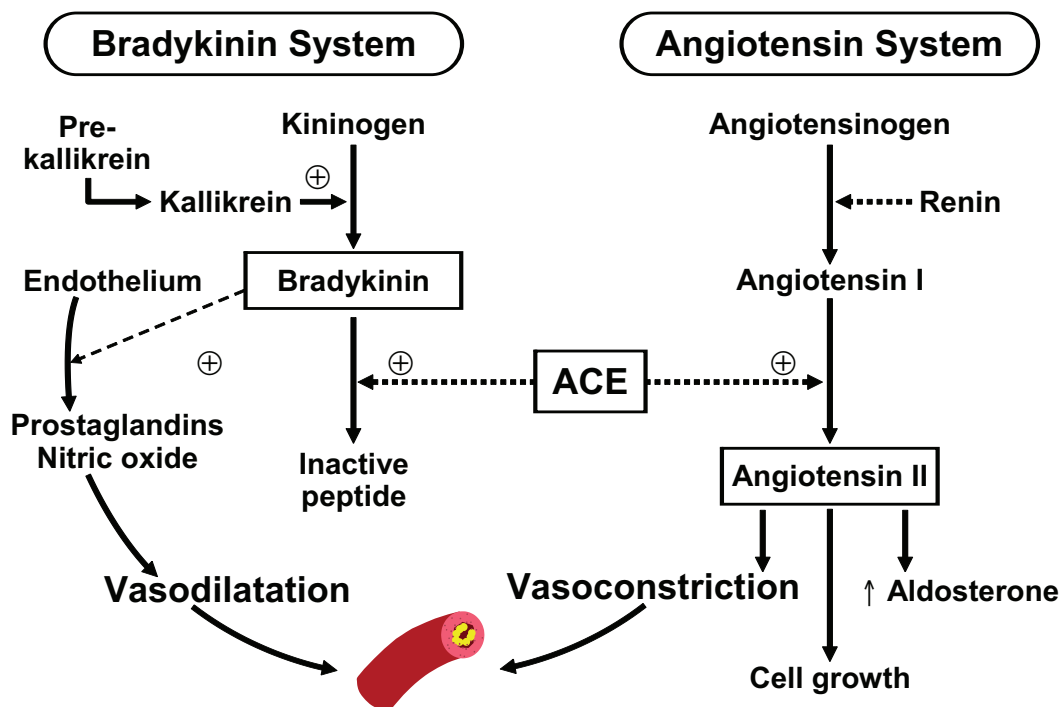 Bradykinin System
Angiotensin System
Pre-
kallikrein
Kininogen
Angiotensinogen
⊕
Kallikrein
Renin
Endothelium
Bradykinin
Angiotensin I
⊕
⊕
ACE
⊕
Prostaglandins
Nitric oxide
Inactive
peptide
Angiotensin II
Vasodilatation
Vasoconstriction
↑ Aldosterone
Cell growth